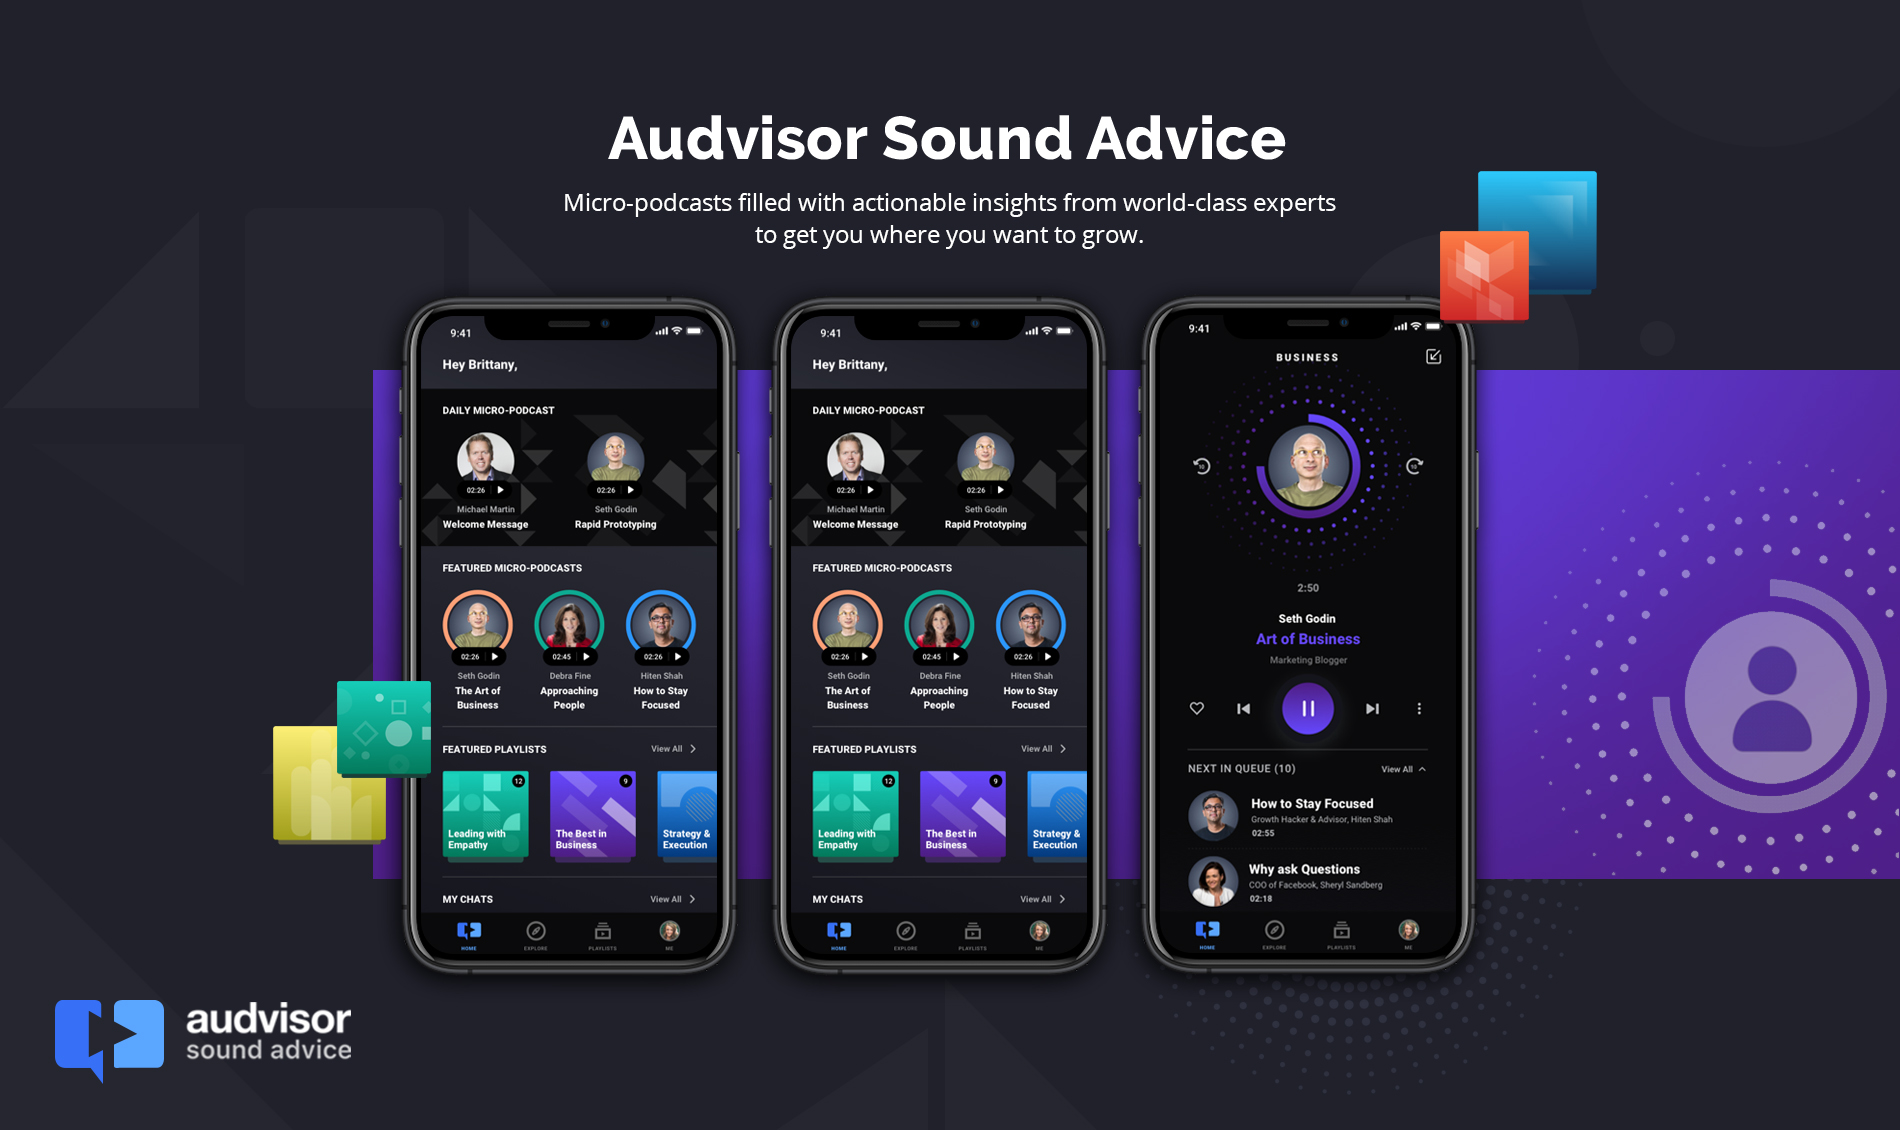 Audvisor Sound Advice
Micro-podcasts filled with actionable insights from world-class experts
to get you where you want to grow.
9:41
Hey Brittany,
DAILY MICRO-PODCAST
02:26
02:26
Michael Martin
Seth Godin
Welcome Message
Rapid Prototyping
FEATURED MICRO-PODCASTS
02:26
02:45
02:26
Seth Godin
Debra Fine
Hiten Shah
The Art of
Business
Approaching
People
How to Stay
Focused
FEATURED PLAYLISTS
View All
12
9
Leading with
Empathy
The Best in
Business
Strategy &
Execution
MY CHATS
View All
HOME
EXPLORE
PLAYLISTS
ME
9:41
Hey Brittany,
DAILY MICRO-PODCAST
02:26
02:26
Michael Martin
Seth Godin
Welcome Message
Rapid Prototyping
FEATURED MICRO-PODCASTS
02:26
02:45
02:26
Seth Godin
Debra Fine
Hiten Shah
The Art of
Business
Approaching
People
How to Stay
Focused
FEATURED PLAYLISTS
View All
12
9
Leading with
Empathy
The Best in
Business
Strategy &
Execution
MY CHATS
View All
HOME
EXPLORE
PLAYLISTS
ME
9:41
BUSINESS
10
10
2:50
Seth Godin
Art of Business
Marketing Blogger
NEXT IN QUEUE (10)
View All
How to Stay Focused
Growth Hacker & Advisor, Hiten Shah
02:55
Why ask Questions
COO of Facebook, Sheryl Sandberg
02:18
HOME
EXPLORE
PLAYLISTS
ME
audvisor
sound advice